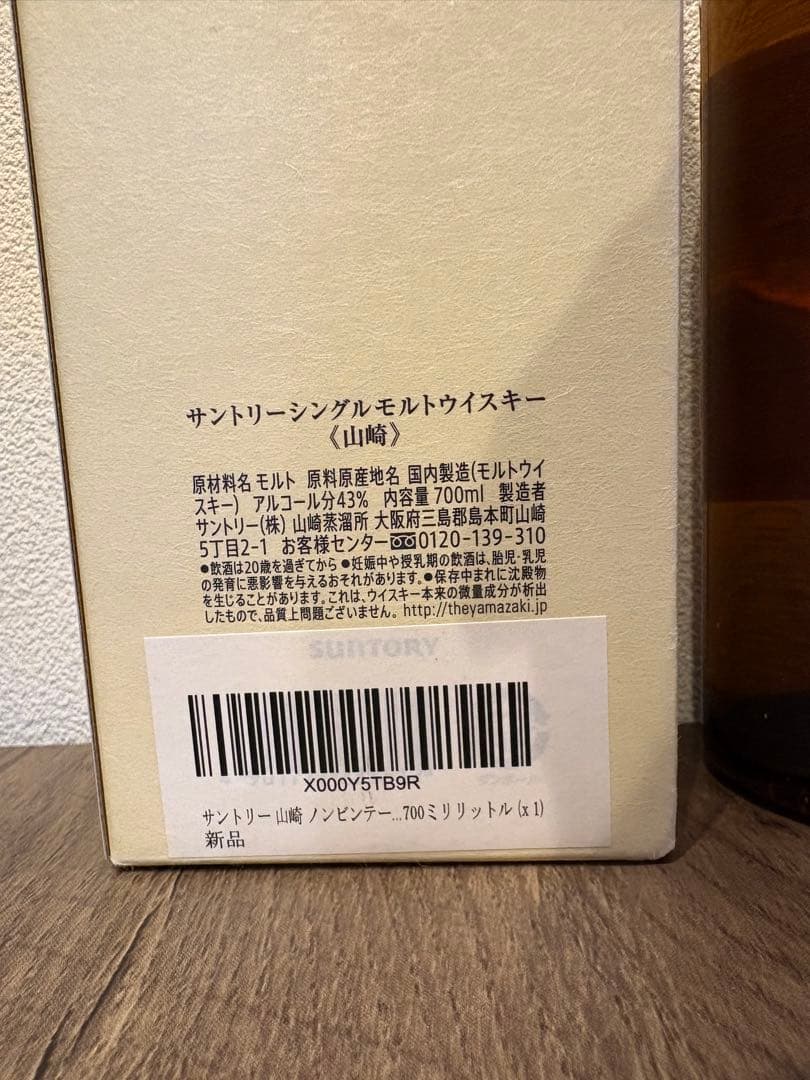 サントリーシングルモルトウイスキー
《山崎》
原材料名 モルト 原料原産地名 国内製造(モルトウイ
スキー) アルコール分43% 内容量 700ml 製造者
サントリー(株) 山崎蒸溜所 大阪府三島郡島本町山崎
5丁目2-1 お客様センター 0120-139-310
●飲酒は20歳を過ぎてから ●妊娠中や授乳期の飲酒は、胎児・乳児
の発育に悪影響を与えるおそれがあります。●保存中まれに沈殿物
を生じることがあります。これは、ウイスキー本来の微量成分が析出
したもので、品質上問題ございません。 http://theyamazaki.jp
SUNTORY
X000Y5TB9R
サントリー 山崎 ノンビンテー...700ミリリットル (x 1)
新品